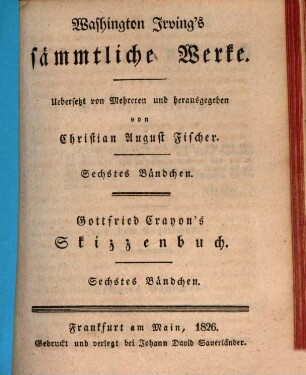 Washington Irving's
sämmtliche Werke.
Uebersetzt von Mehreren und herausgegeben
von
Christian August Fischer.
Sechstes Bändchen.
Gottfried Crayon's
Skizzenbuch.
Sechstes Bändchen.
Frankfurt am Main, 1826.
Gedruckt und verlegt bei Johann David Sauerländer.